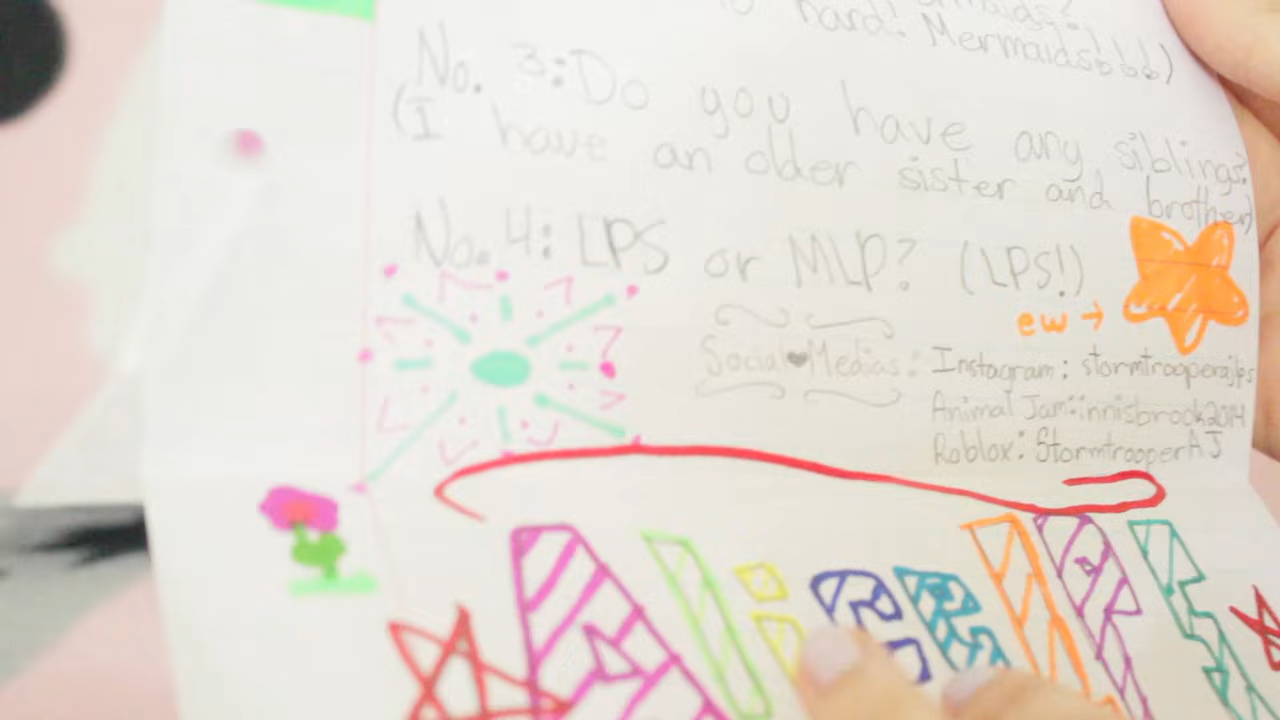 hard! Mermaids!!!)
No. 3: Do you have any siblings?
(I have an older sister and brother)
No. 4: LPS or MLP? (LPS!)
ew →
Social♥Medias: Instagram: stormtrooperajlps
Animal Jam: innisbrook2014
Roblox: StormtrooperAJ